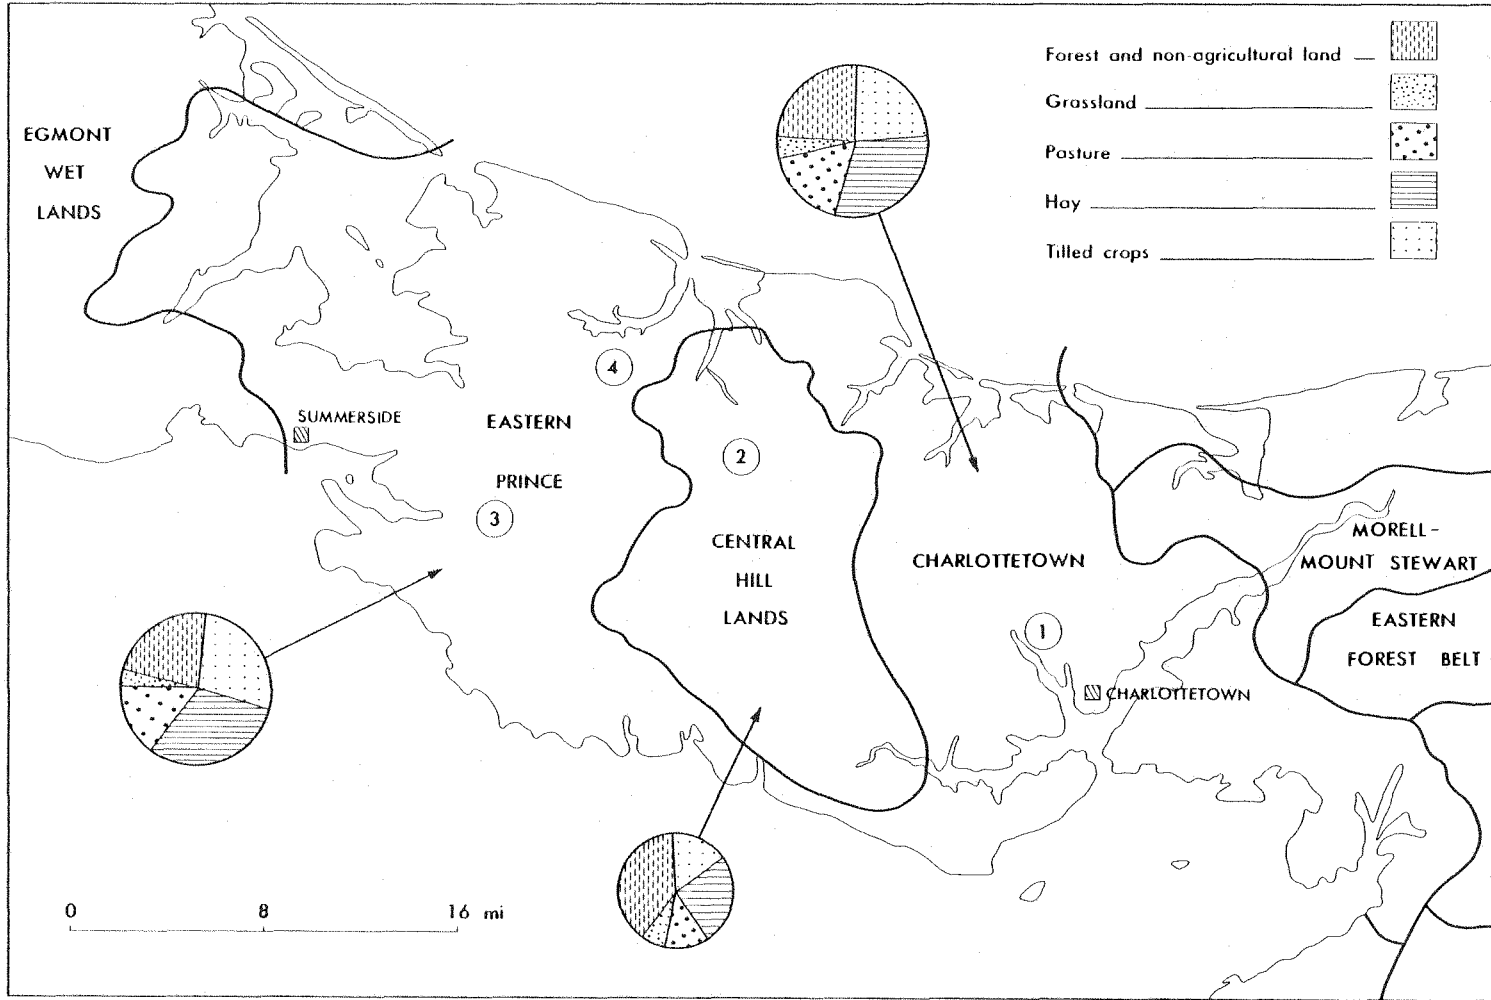 Forest and non-agricultural land
Grassland
Pasture
Hay
Tilled crops
EGMONT
WET
LANDS
SUMMERSIDE
EASTERN
PRINCE
4
3
2
CENTRAL
HILL
LANDS
CHARLOTTETOWN
1
CHARLOTTETOWN
MORELL-
MOUNT STEWART
EASTERN
FOREST BELT
0 8 16 mi